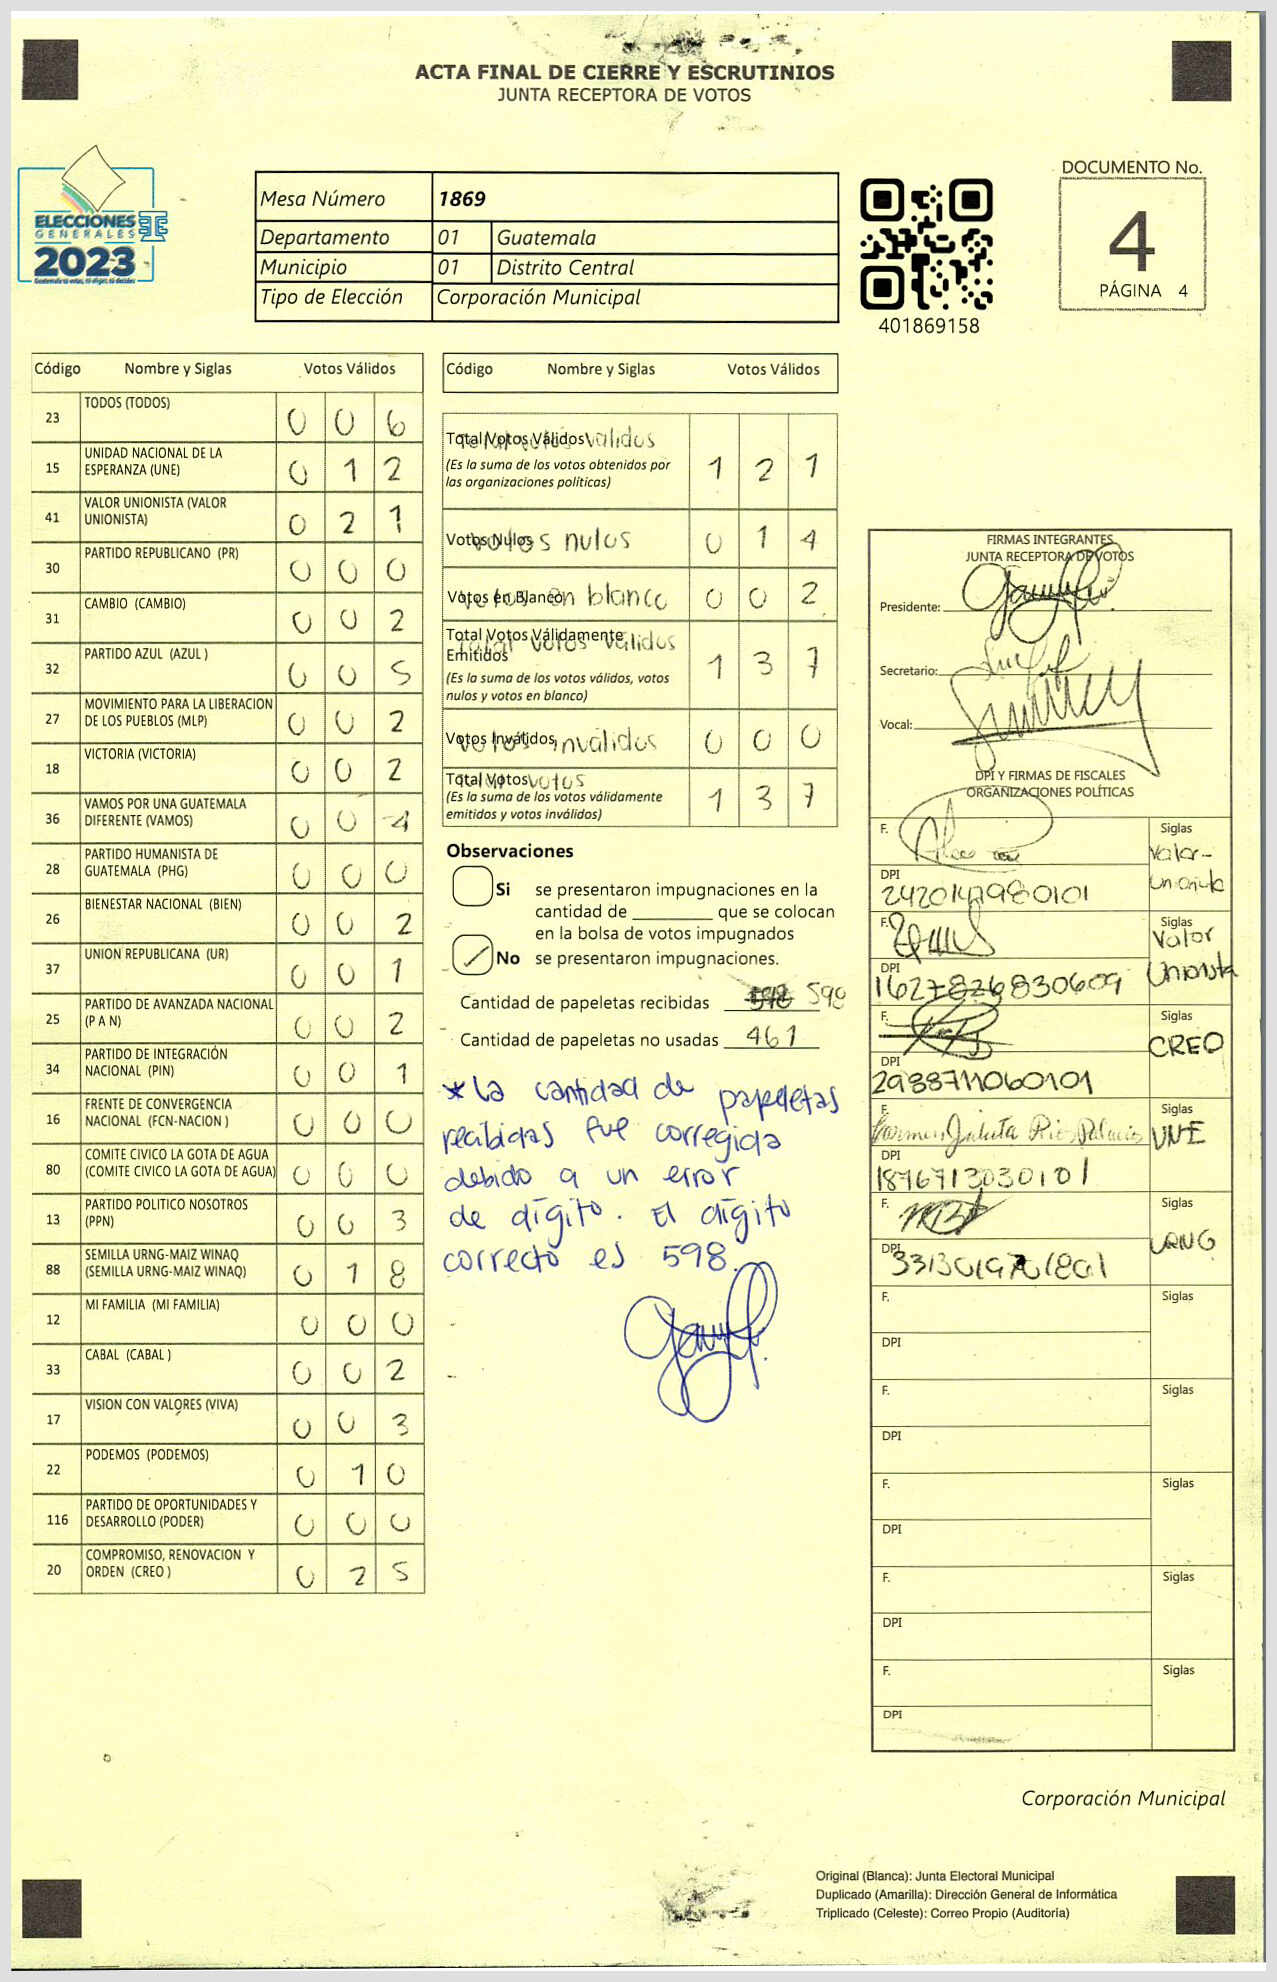 ACTA FINAL DE CIERRE Y ESCRUTINIOS
JUNTA RECEPTORA DE VOTOS
ELECCIONES
GENERALES
2023
Mesa Número 1869
Departamento 01 Guatemala
Municipio 01 Distrito Central
Tipo de Elección Corporación Municipal
401869158
DOCUMENTO No.
4
PÁGINA 4
Código Nombre y Siglas Votos Válidos
23 TODOS (TODOS) 0 0 6
15 UNIDAD NACIONAL DE LA ESPERANZA (UNE) 0 1 2
41 VALOR UNIONISTA (VALOR UNIONISTA) 0 2 1
30 PARTIDO REPUBLICANO (PR) 0 0 0
31 CAMBIO (CAMBIO) 0 0 2
32 PARTIDO AZUL (AZUL ) 0 0 5
27 MOVIMIENTO PARA LA LIBERACION DE LOS PUEBLOS (MLP) 0 0 2
18 VICTORIA (VICTORIA) 0 0 2
36 VAMOS POR UNA GUATEMALA DIFERENTE (VAMOS) 0 0 4
28 PARTIDO HUMANISTA DE GUATEMALA (PHG) 0 0 0
26 BIENESTAR NACIONAL (BIEN) 0 0 2
37 UNION REPUBLICANA (UR) 0 0 1
25 PARTIDO DE AVANZADA NACIONAL (P A N) 0 0 2
34 PARTIDO DE INTEGRACIÓN NACIONAL (PIN) 0 0 1
16 FRENTE DE CONVERGENCIA NACIONAL (FCN-NACION ) 0 0 0
80 COMITE CIVICO LA GOTA DE AGUA (COMITE CIVICO LA GOTA DE AGUA) 0 0 0
13 PARTIDO POLITICO NOSOTROS (PPN) 0 0 3
88 SEMILLA URNG-MAIZ WINAQ (SEMILLA URNG-MAIZ WINAQ) 0 1 8
12 MI FAMILIA (MI FAMILIA) 0 0 0
33 CABAL (CABAL ) 0 0 2
17 VISION CON VALORES (VIVA) 0 0 3
22 PODEMOS (PODEMOS) 0 1 0
116 PARTIDO DE OPORTUNIDADES Y DESARROLLO (PODER) 0 0 0
20 COMPROMISO, RENOVACION Y ORDEN (CREO ) 0 2 5
Código Nombre y Siglas Votos Válidos
Total Votos Válidos Total votos válidos 1 2 1
(Es la suma de los votos obtenidos por
las organizaciones políticas)
Votos Nulos votos nulos 0 1 4
Votos en Blanco votos en blanco 0 0 2
Total Votos Válidamente Total votos válidos
Emitidos 1 3 7
(Es la suma de los votos válidos, votos
nulos y votos en blanco)
Votos Inválidos votos inválidos 0 0 0
Total Votos Total votos
(Es la suma de los votos válidamente 1 3 7
emitidos y votos inválidos)
Observaciones
Si se presentaron impugnaciones en la
cantidad de ________ que se colocan
en la bolsa de votos impugnados
No se presentaron impugnaciones.
Cantidad de papeletas recibidas 598
Cantidad de papeletas no usadas 461
* La cantidad de papeletas
recibidas fue corregida
debido a un error
de dígito. El dígito
correcto es 598.
FIRMAS INTEGRANTES
JUNTA RECEPTORA DE VOTOS
Presidente:
Secretario:
Vocal:
DPI Y FIRMAS DE FISCALES
ORGANIZACIONES POLÍTICAS
F. Siglas
Valor-
Unionista
DPI
F. Siglas
Valor
Unionista
DPI
1627826830609
F. Siglas
CREO
DPI
2988711060101
F. Siglas
Carmen Julieta Rios Palacios UNE
DPI
1876713030101
F. Siglas
URNG
DPI
F. Siglas
DPI
F. Siglas
DPI
F. Siglas
DPI
F. Siglas
DPI
F. Siglas
DPI
Corporación Municipal
Original (Blanca): Junta Electoral Municipal
Duplicado (Amarilla): Dirección General de Informática
Triplicado (Celeste): Correo Propio (Auditoría)